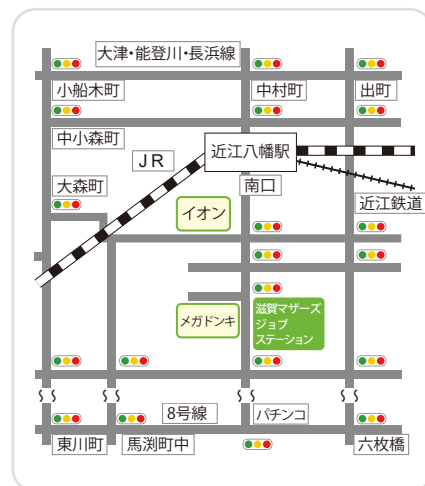 大津・能登川・長浜線
小船木町
中村町
出町
中小森町
近江八幡駅
JR
大森町
南口
近江鉄道
イオン
メガドンキ
滋賀マザーズ
ジョブ
ステーション
8号線
パチンコ
東川町
馬渕町中
六枚橋